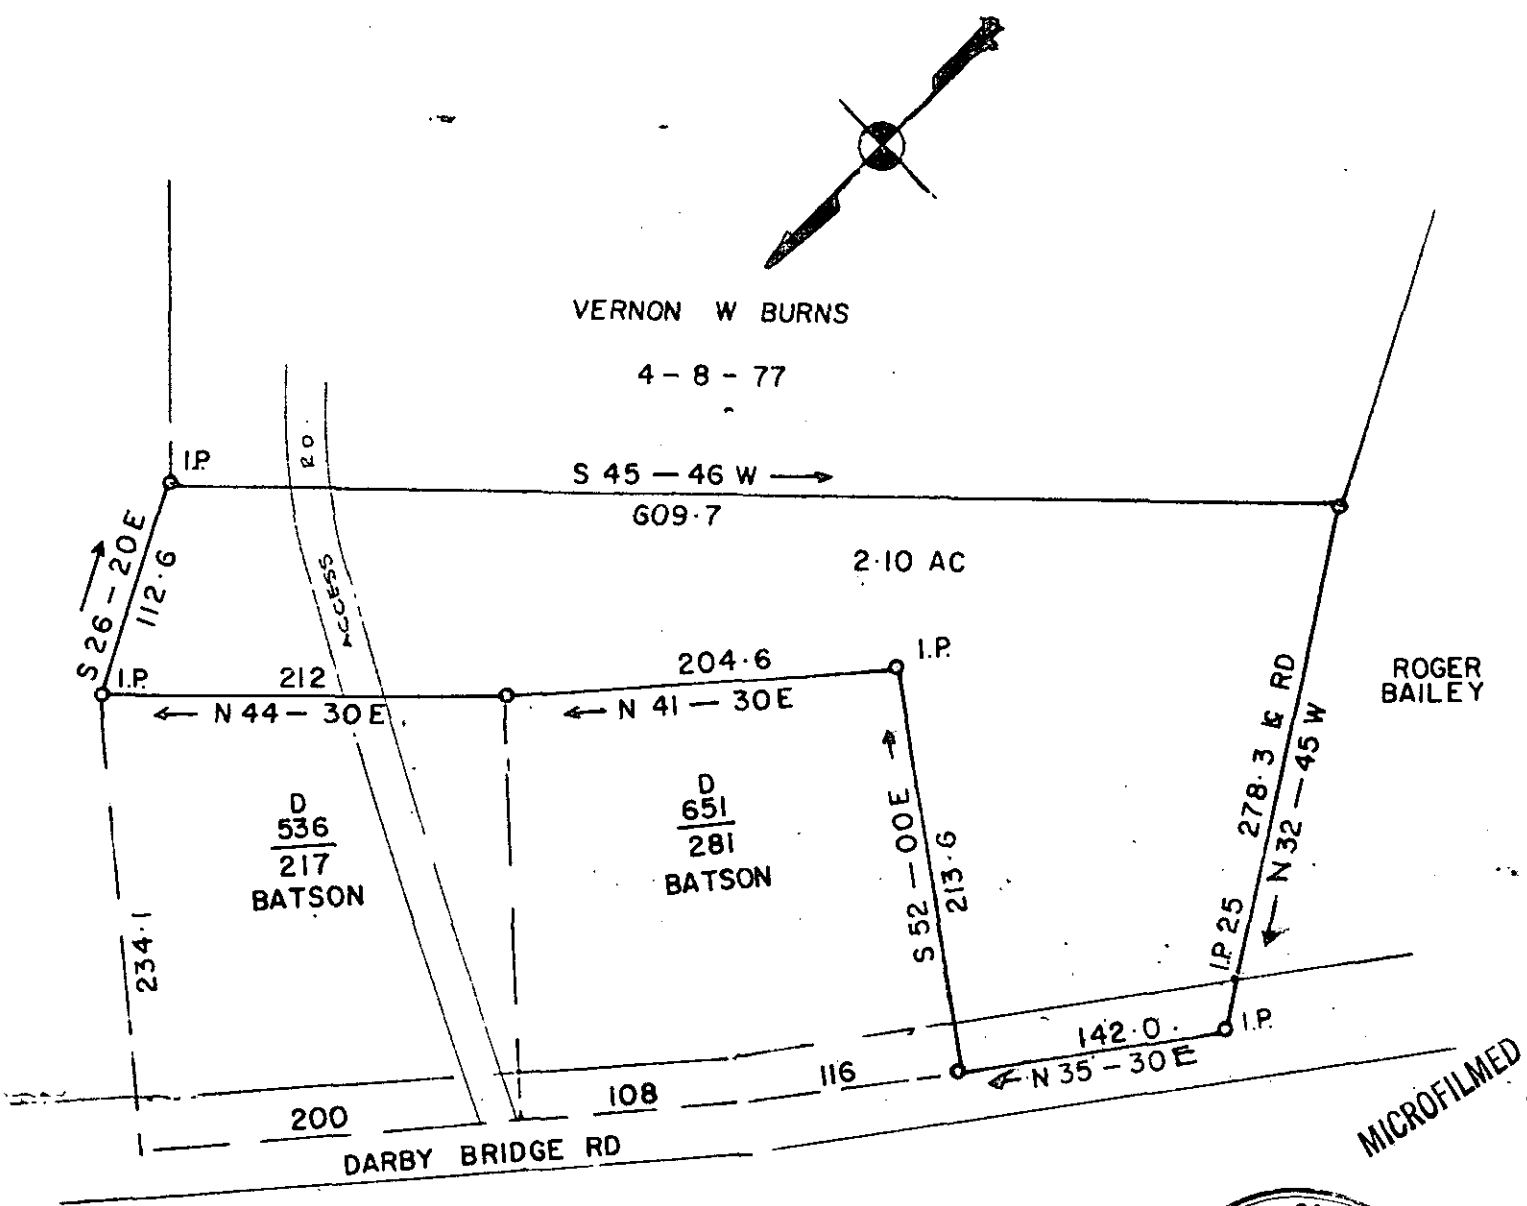 VERNON W BURNS
4-8-77
I.P.
RD.
S 45 — 46 W
609.7
S 26 — 20 E
112.6
ACCESS
2.10 AC
I.P.
212
N 44 — 30 E
204.6
N 41 — 30 E
I.P.
ROGER
BAILEY
278.3
RD
N 32 — 45 W
D
536
217
BATSON
D
651
281
BATSON
S 52 — 00 E
213.6
234.1
I.P. 25
I.P.
142.0
N 35 - 30 E
116
108
200
DARBY BRIDGE RD
MICROFILMED